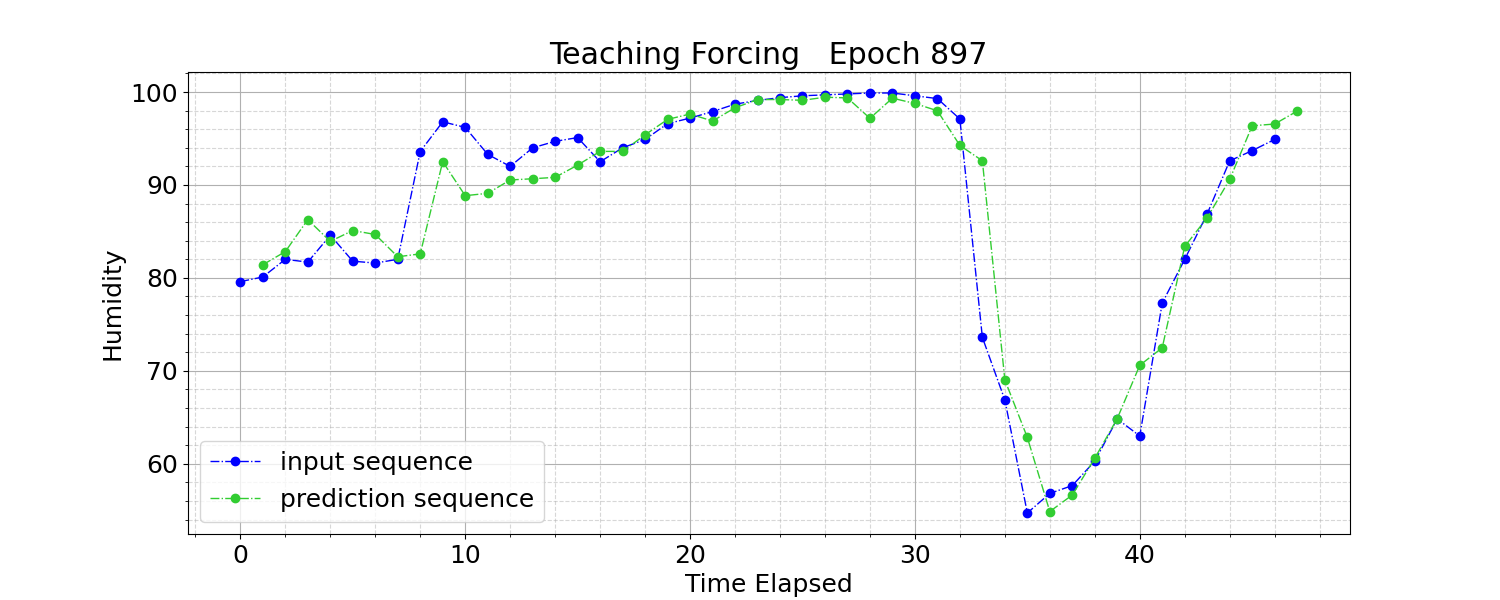 Teaching Forcing   Epoch 897
100
90
80
70
60
Humidity
input sequence
prediction sequence
0 10 20 30 40
Time Elapsed